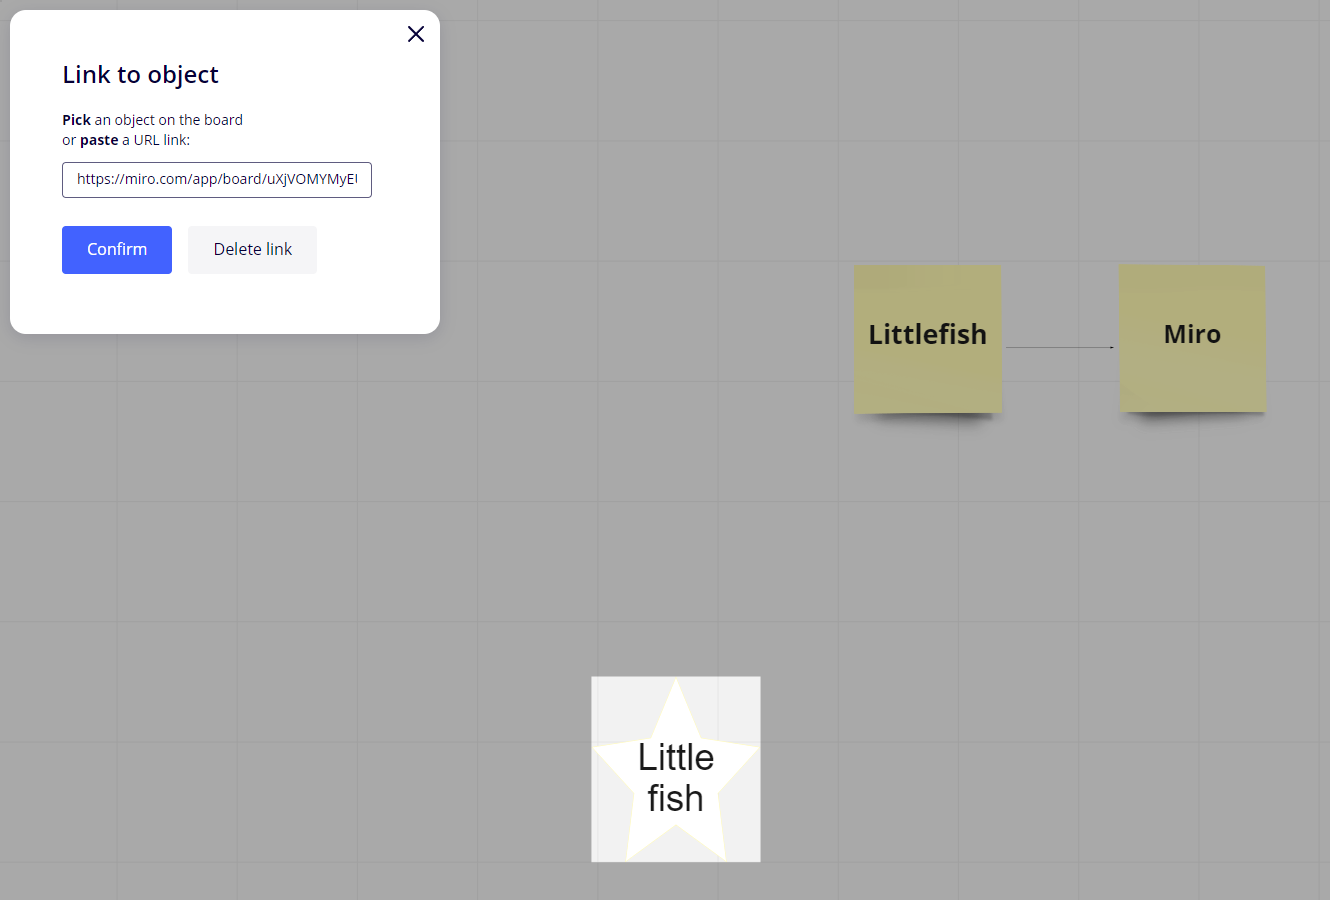 Link to object
Pick an object on the board
or paste a URL link:
https://miro.com/app/board/uXjVOMYMyE
Confirm
Delete link
Littlefish
Miro
Little
fish